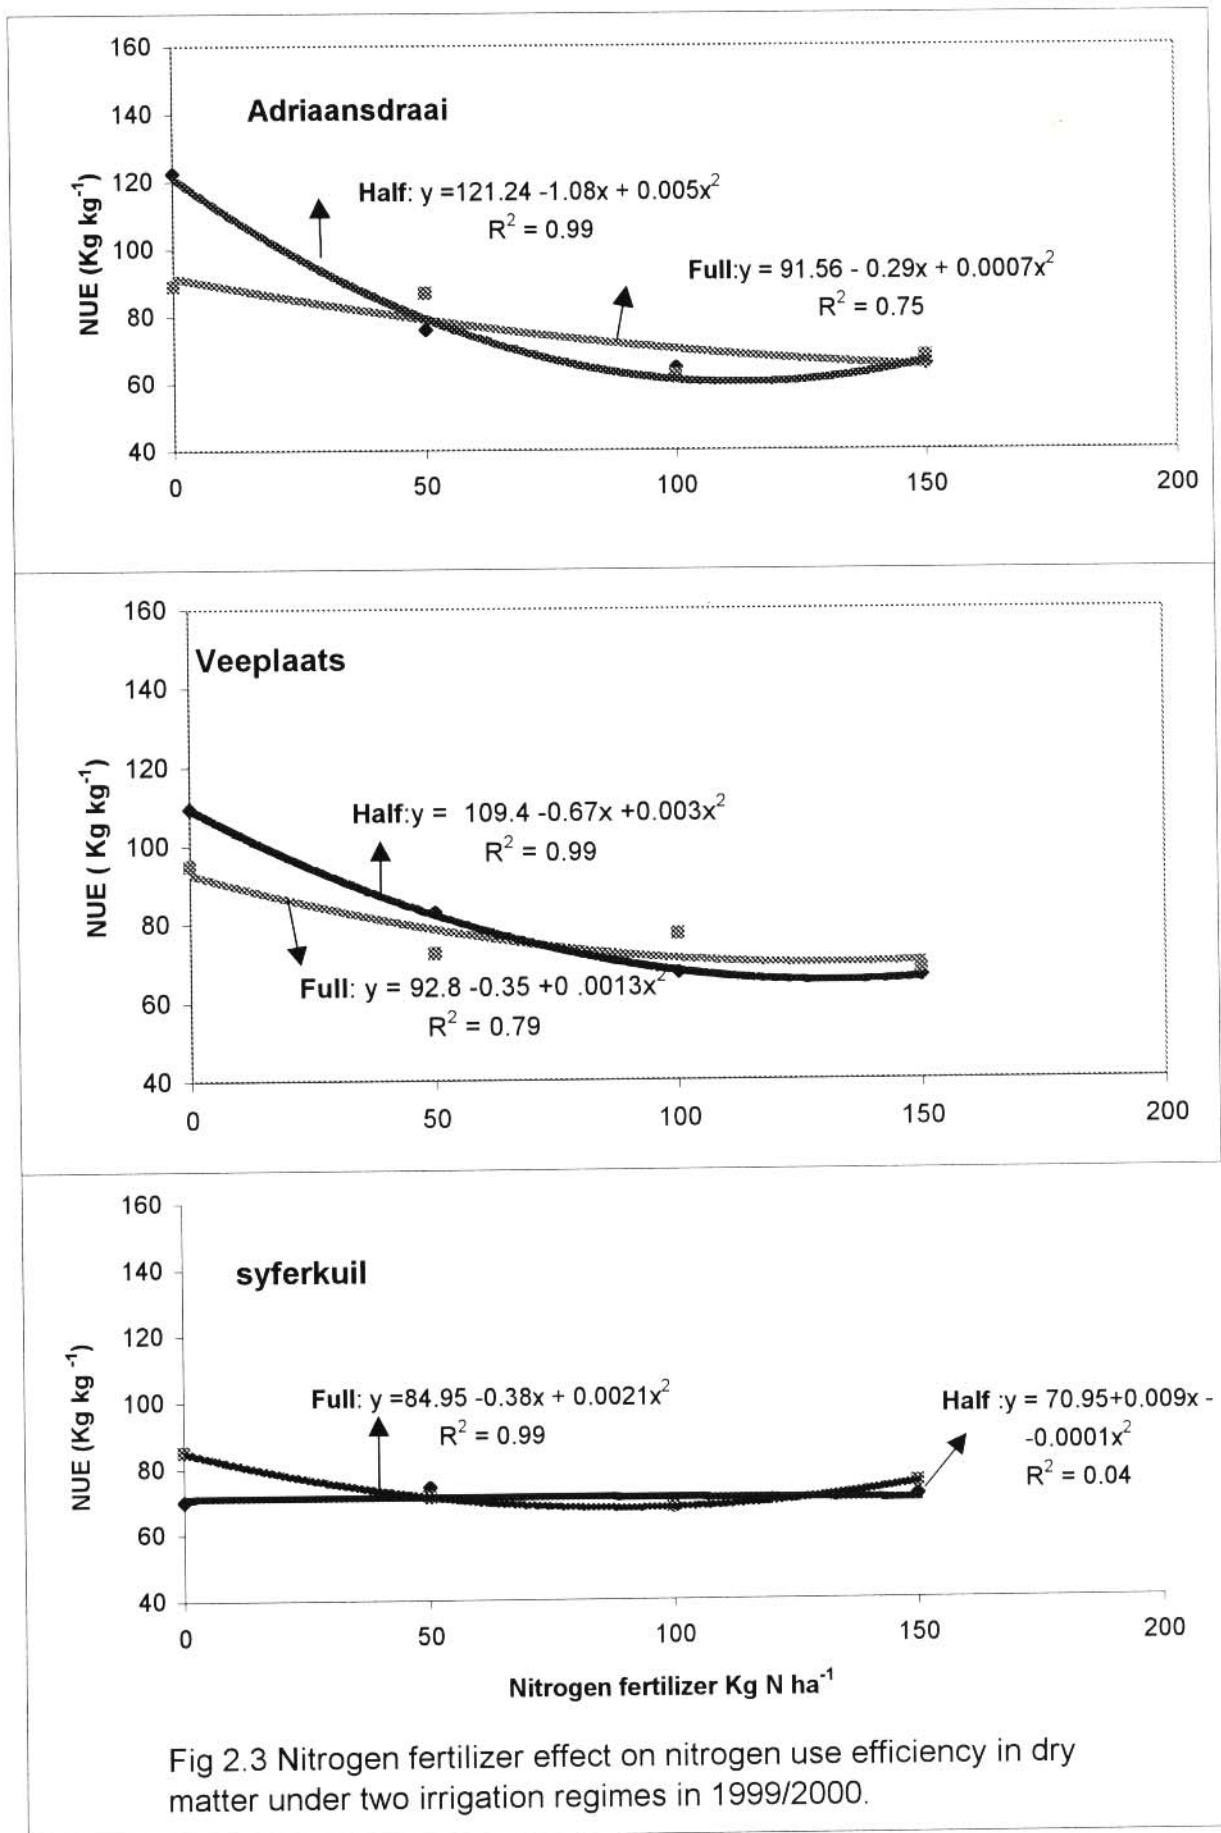 160
140
120
100
80
60
40
NUE (Kg kg⁻¹)
Adriaansdraai
Half: y =121.24 -1.08x + 0.005x²
R² = 0.99
Full:y = 91.56 - 0.29x + 0.0007x²
R² = 0.75
0 50 100 150 200
160
140
120
100
80
60
40
NUE ( Kg kg⁻¹)
Veeplaats
Half:y = 109.4 -0.67x +0.003x²
R² = 0.99
Full: y = 92.8 -0.35 +0 .0013x²
R² = 0.79
0 50 100 150 200
160
140
120
100
80
60
40
NUE (Kg kg ⁻¹)
syferkuil
Full: y =84.95 -0.38x + 0.0021x²
R² = 0.99
Half :y = 70.95+0.009x -
-0.0001x²
R² = 0.04
0 50 100 150 200
Nitrogen fertilizer Kg N ha⁻¹
Fig 2.3 Nitrogen fertilizer effect on nitrogen use efficiency in dry
matter under two irrigation regimes in 1999/2000.